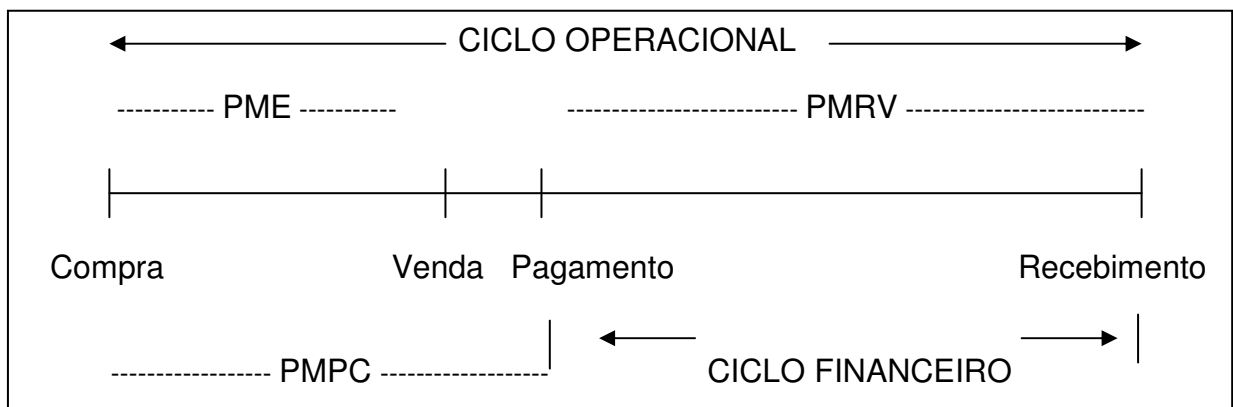 CICLO OPERACIONAL
----------- PME ----------- --------------------------- PMRV ---------------------------
Compra Venda Pagamento Recebimento
------------------ PMPC ------------------- CICLO FINANCEIRO